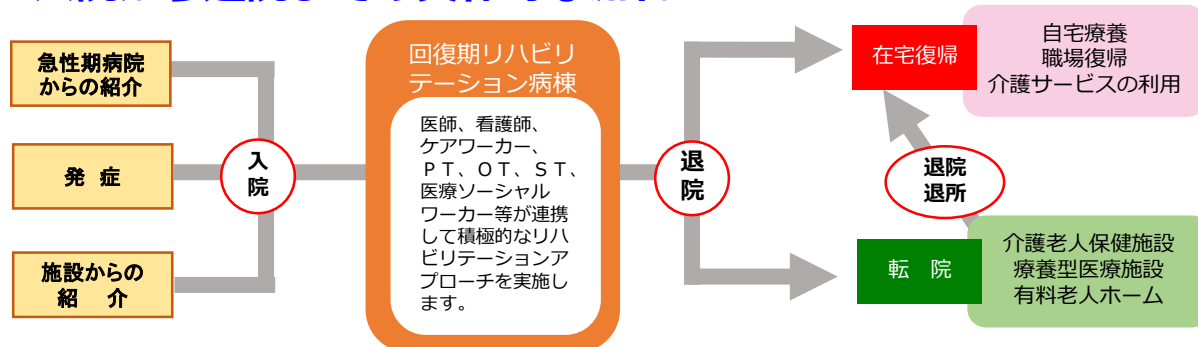 急性期病院
からの紹介
発 症
施設からの
紹 介
入
院
回復期リハビリ
テーション病棟
医師、看護師、
ケアワーカー、
ＰＴ、ＯＴ、ＳＴ、
医療ソーシャル
ワーカー等が連携
して積極的なリハ
ビリテーションア
プローチを実施し
ます。
退
院
在宅復帰
自宅療養
職場復帰
介護サービスの利用
退院
退所
転 院
介護老人保健施設
療養型医療施設
有料老人ホーム